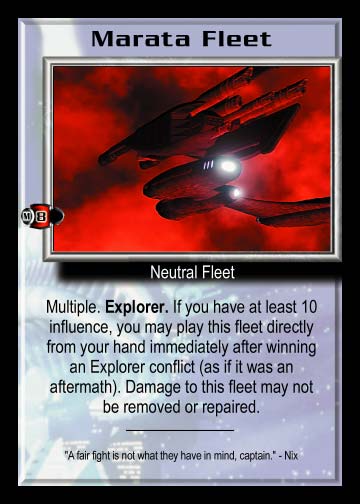 Marata Fleet
M 8
Neutral Fleet
Multiple. Explorer. If you have at least 10
influence, you may play this fleet directly
from your hand immediately after winning
an Explorer conflict (as if it was an
aftermath). Damage to this fleet may not
be removed or repaired.
"A fair fight is not what they have in mind, captain." - Nix